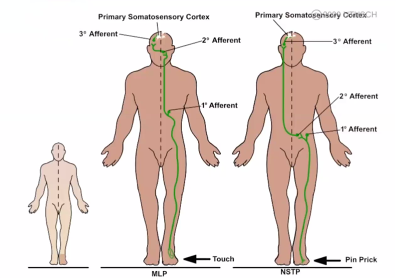 Primary Somatosensory Cortex
3° Afferent
2° Afferent
1° Afferent
Touch
MLP
Primary Somatosensory Cortex
3° Afferent
2° Afferent
1° Afferent
Pin Prick
NSTP